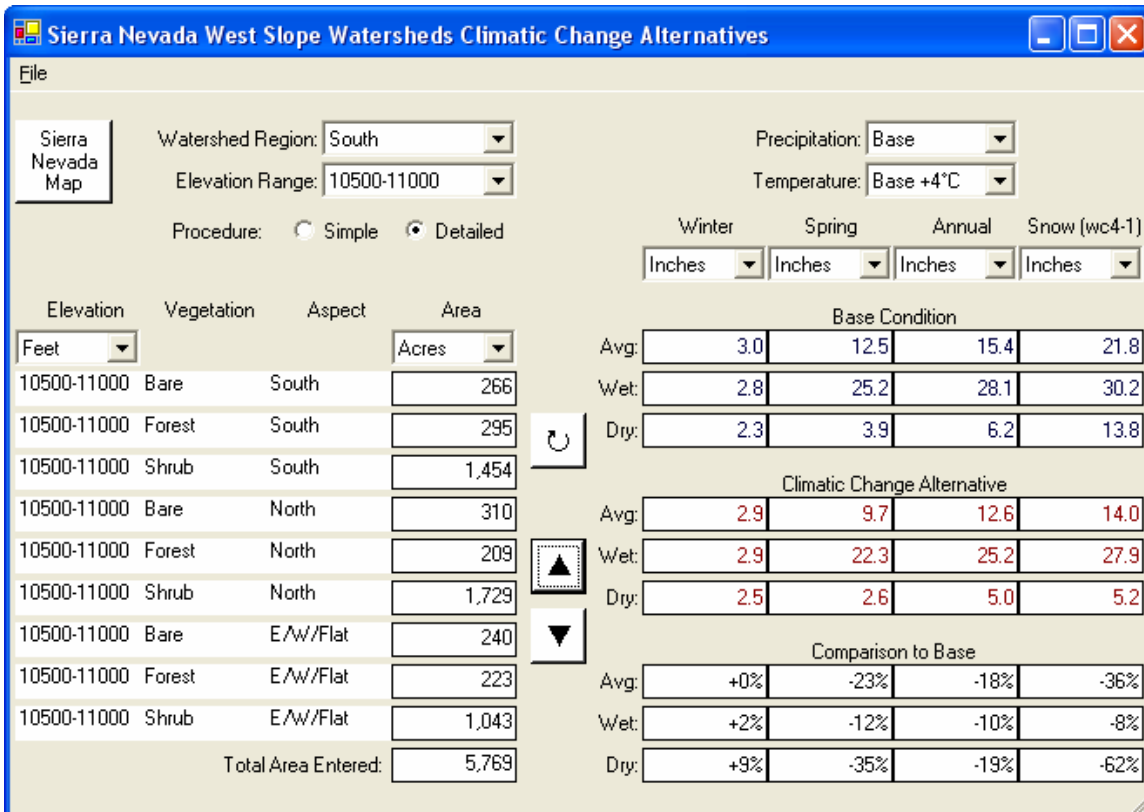 Sierra Nevada West Slope Watersheds Climatic Change Alternatives
File
Sierra
Nevada
Map
Watershed Region: South
Elevation Range: 10500-11000
Procedure: Simple Detailed
Precipitation: Base
Temperature: Base +4°C
Winter Spring Annual Snow (wc4-1)
Inches Inches Inches Inches
Elevation Vegetation Aspect Area
Feet Acres
10500-11000 Bare South 266
10500-11000 Forest South 295
10500-11000 Shrub South 1,454
10500-11000 Bare North 310
10500-11000 Forest North 209
10500-11000 Shrub North 1,729
10500-11000 Bare E/W/Flat 240
10500-11000 Forest E/W/Flat 223
10500-11000 Shrub E/W/Flat 1,043
Total Area Entered: 5,769
Base Condition
Avg: 3.0 12.5 15.4 21.8
Wet: 2.8 25.2 28.1 30.2
Dry: 2.3 3.9 6.2 13.8
Climatic Change Alternative
Avg: 2.9 9.7 12.6 14.0
Wet: 2.9 22.3 25.2 27.9
Dry: 2.5 2.6 5.0 5.2
Comparison to Base
Avg: +0% -23% -18% -36%
Wet: +2% -12% -10% -8%
Dry: +9% -35% -19% -62%